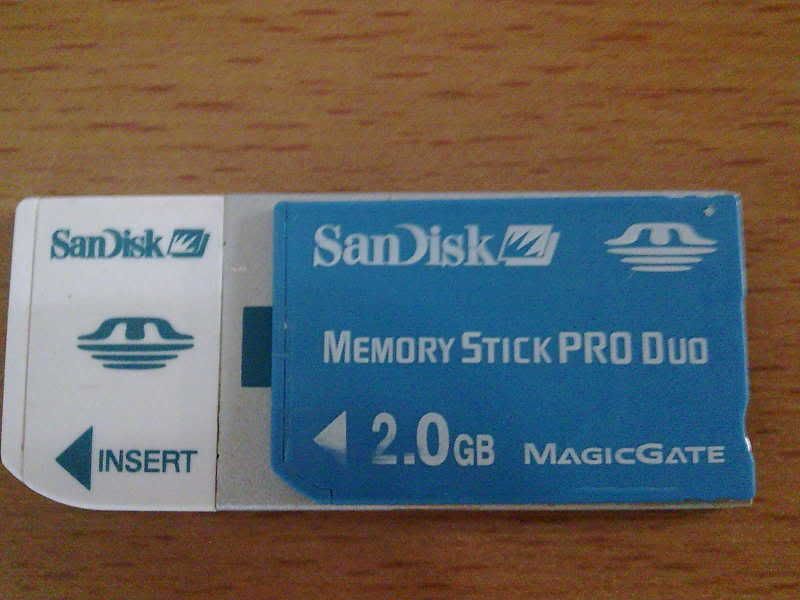 SanDisk
INSERT
SanDisk
MEMORY STICK PRO DUO
2.0GB MAGICGATE